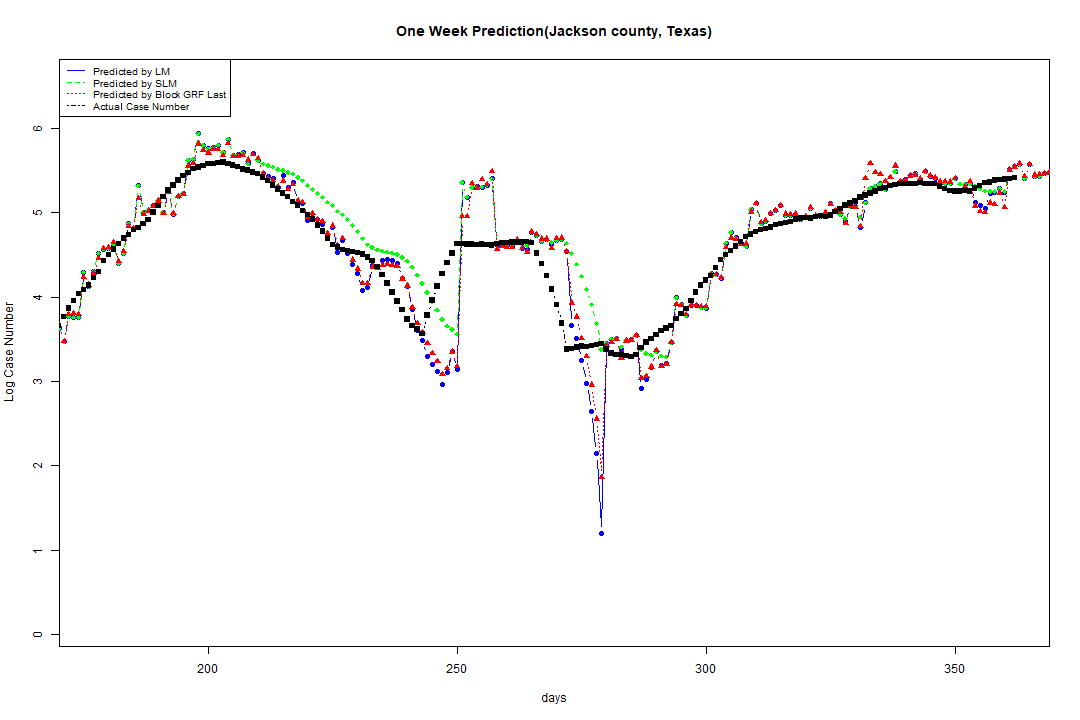 One Week Prediction(Jackson county, Texas)
Predicted by LM
Predicted by SLM
Predicted by Block GRF Last
Actual Case Number
6
5
4
3
2
1
0
Log Case Number
200 250 300 350
days